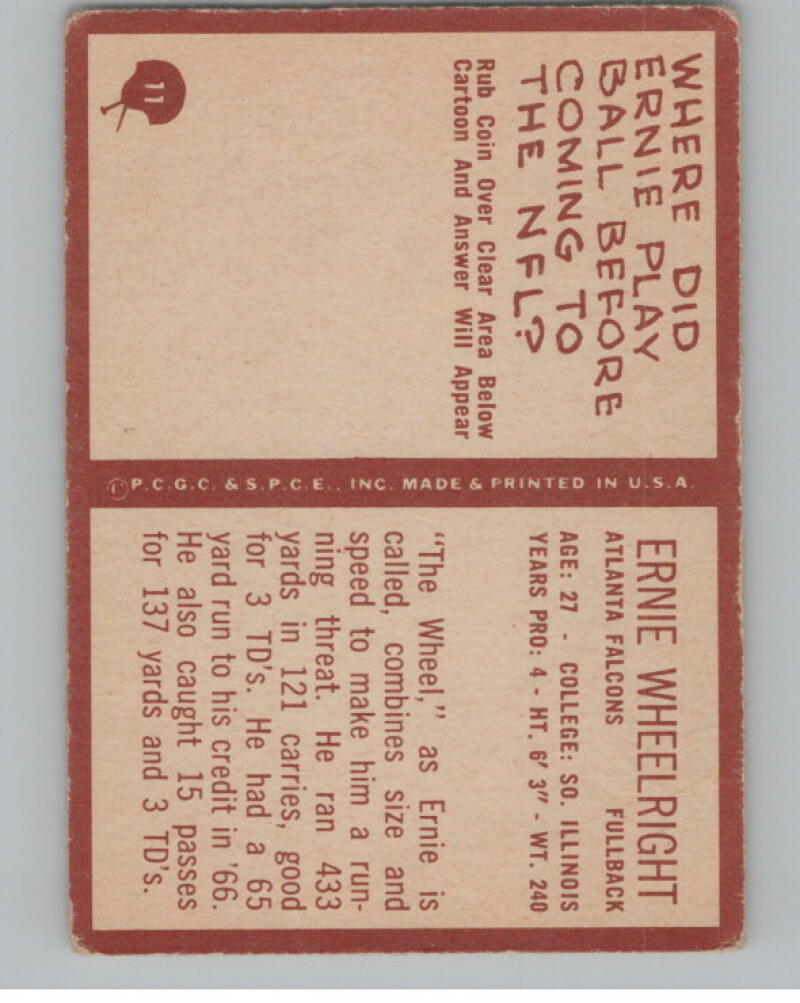 WHERE DID
ERNIE PLAY
BALL BEFORE
COMING TO
THE NFL?
Rub Coin Over Clear Area Below
Cartoon And Answer Will Appear
11
©P.C.G.C. & S.P.C.E., INC. MADE & PRINTED IN U.S.A.
ERNIE WHEELRIGHT
ATLANTA FALCONS FULLBACK
AGE: 27 - COLLEGE: SO. ILLINOIS
YEARS PRO: 4 - HT. 6' 3" - WT. 240
"The Wheel," as Ernie is
called, combines size and
speed to make him a run-
ning threat. He ran 433
yards in 121 carries, good
for 3 TD's. He had a 65
yard run to his credit in '66.
He also caught 15 passes
for 137 yards and 3 TD's.